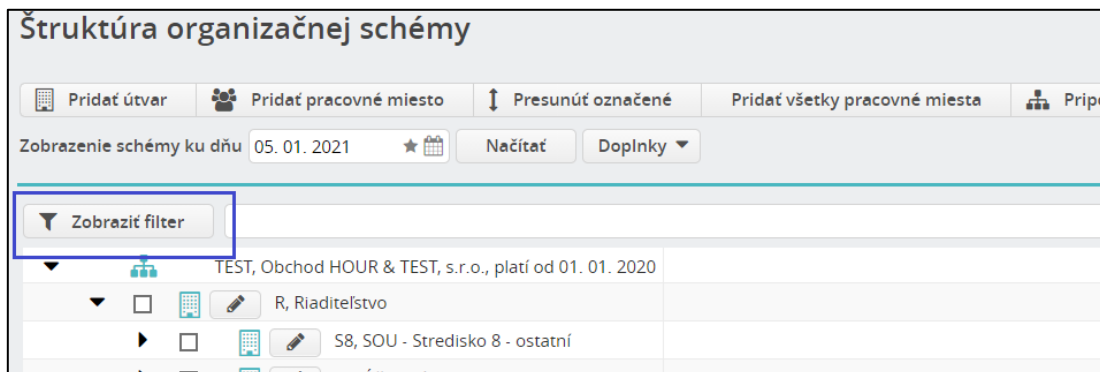 Štruktúra organizačnej schémy
Pridať útvar Pridať pracovné miesto Presunúť označené Pridať všetky pracovné miesta
Zobrazenie schémy ku dňu 05. 01. 2021 Načítať Doplnky
Zobraziť filter
TEST, Obchod HOUR & TEST, s.r.o., platí od 01. 01. 2020
R, Riaditeľstvo
S8, SOU - Stredisko 8 - ostatní